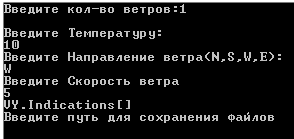 Введите кол-во ветров:1
Введите Температуру:
10
Введите Направление ветра(N,S,W,E):
W
Введите Скорость ветра
5
VY.Indications[]
Введите путь для сохранения файлов